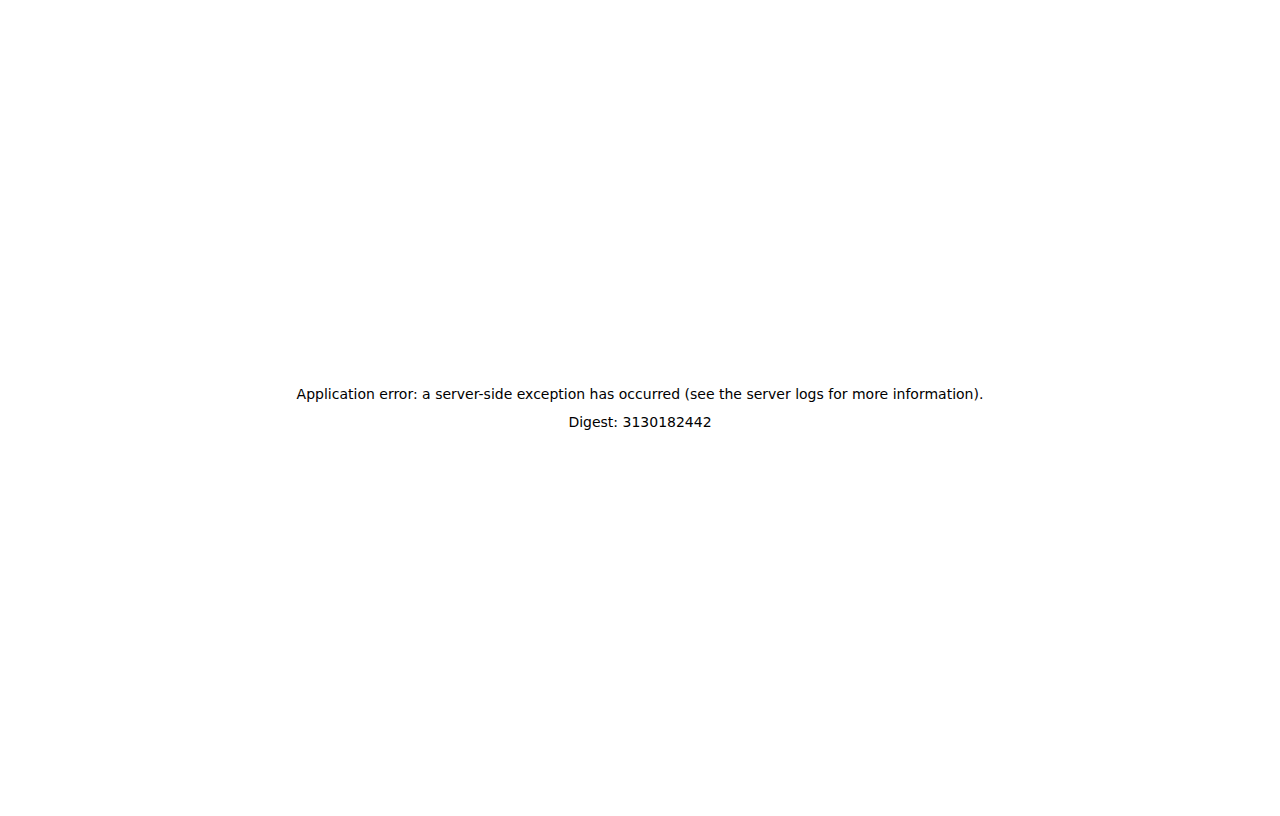 Application error: a server-side exception has occurred (see the server logs for more information).
Digest: 3130182442